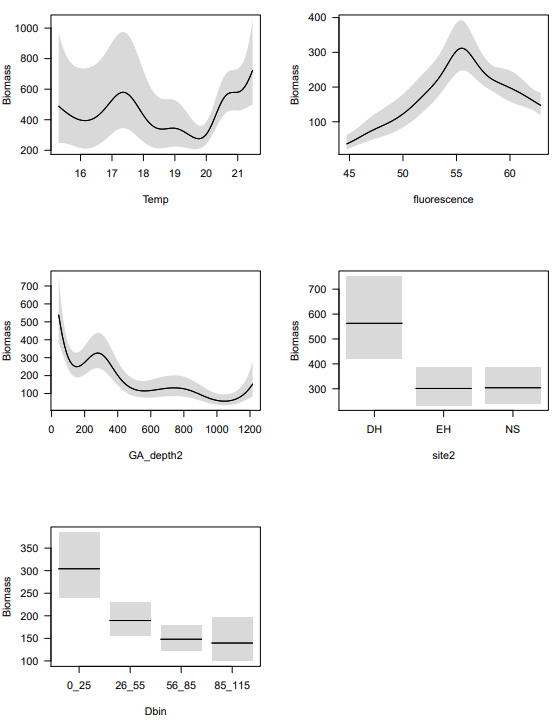 Biomass
1000
800
600
400
200
16 17 18 19 20 21
Temp
Biomass
400
300
200
100
45 50 55 60
fluorescence
Biomass
700
600
500
400
300
200
100
0 200 400 600 800 1000 1200
GA_depth2
Biomass
700
600
500
400
300
DH EH NS
site2
Biomass
350
300
250
200
150
100
0_25 26_55 56_85 85_115
Dbin